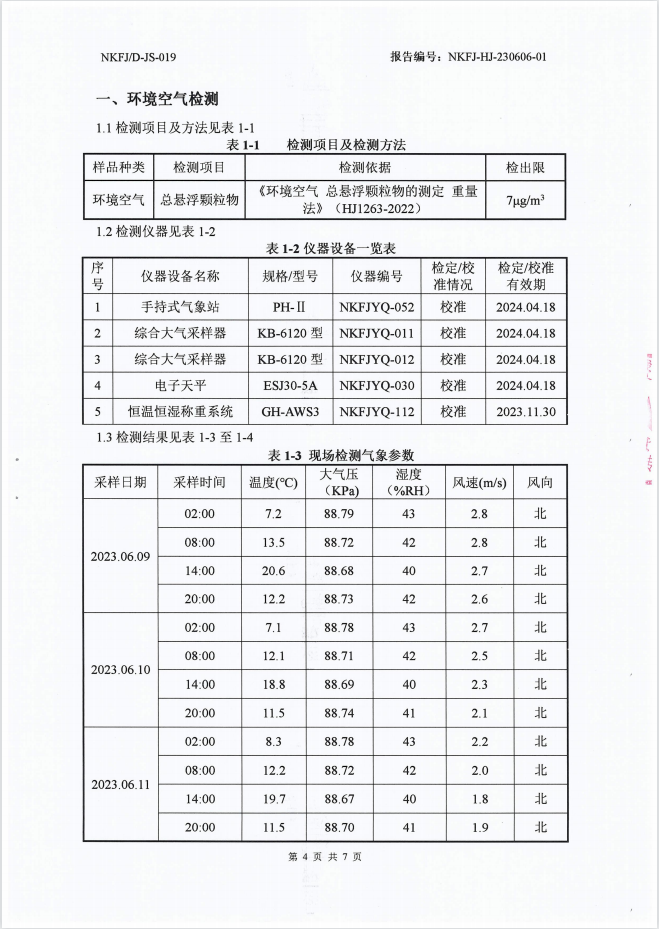 NKFJ/D-JS-019 报告编号：NKFJ-HJ-230606-01
一、环境空气检测
1.1 检测项目及方法见表 1-1
表 1-1 检测项目及检测方法
样品种类 检测项目 检测依据 检出限
环境空气 总悬浮颗粒物 《环境空气 总悬浮颗粒物的测定 重量
法》（HJ1263-2022） 7μg/m³
1.2 检测仪器见表 1-2
表 1-2 仪器设备一览表
序号 仪器设备名称 规格/型号 仪器编号 检定/校准情况 检定/校准有效期
1 手持式气象站 PH-Ⅱ NKFJYQ-052 校准 2024.04.18
2 综合大气采样器 KB-6120 型 NKFJYQ-011 校准 2024.04.18
3 综合大气采样器 KB-6120 型 NKFJYQ-012 校准 2024.04.18
4 电子天平 ESJ30-5A NKFJYQ-030 校准 2024.04.18
5 恒温恒湿称重系统 GH-AWS3 NKFJYQ-112 校准 2023.11.30
1.3 检测结果见表 1-3 至 1-4
表 1-3 现场检测气象参数
采样日期 采样时间 温度(℃) 大气压（KPa) 湿度（%RH） 风速(m/s) 风向
2023.06.09
02:00 7.2 88.79 43 2.8 北
08:00 13.5 88.72 42 2.8 北
14:00 20.6 88.68 40 2.7 北
20:00 12.2 88.73 42 2.6 北
2023.06.10
02:00 7.1 88.78 43 2.7 北
08:00 12.1 88.71 42 2.5 北
14:00 18.8 88.69 40 2.3 北
20:00 11.5 88.74 41 2.1 北
2023.06.11
02:00 8.3 88.78 43 2.2 北
08:00 12.2 88.72 42 2.0 北
14:00 19.7 88.67 40 1.8 北
20:00 11.5 88.70 41 1.9 北
第 4 页 共 7 页